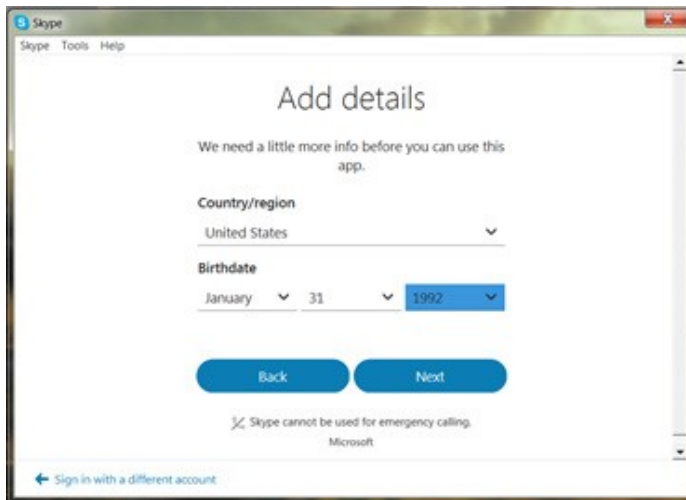 Skype
Skype Tools Help
Add details
We need a little more info before you can use this
app.
Country/region
United States
Birthdate
January 31 1992
Back Next
Skype cannot be used for emergency calling.
Microsoft
Sign in with a different account